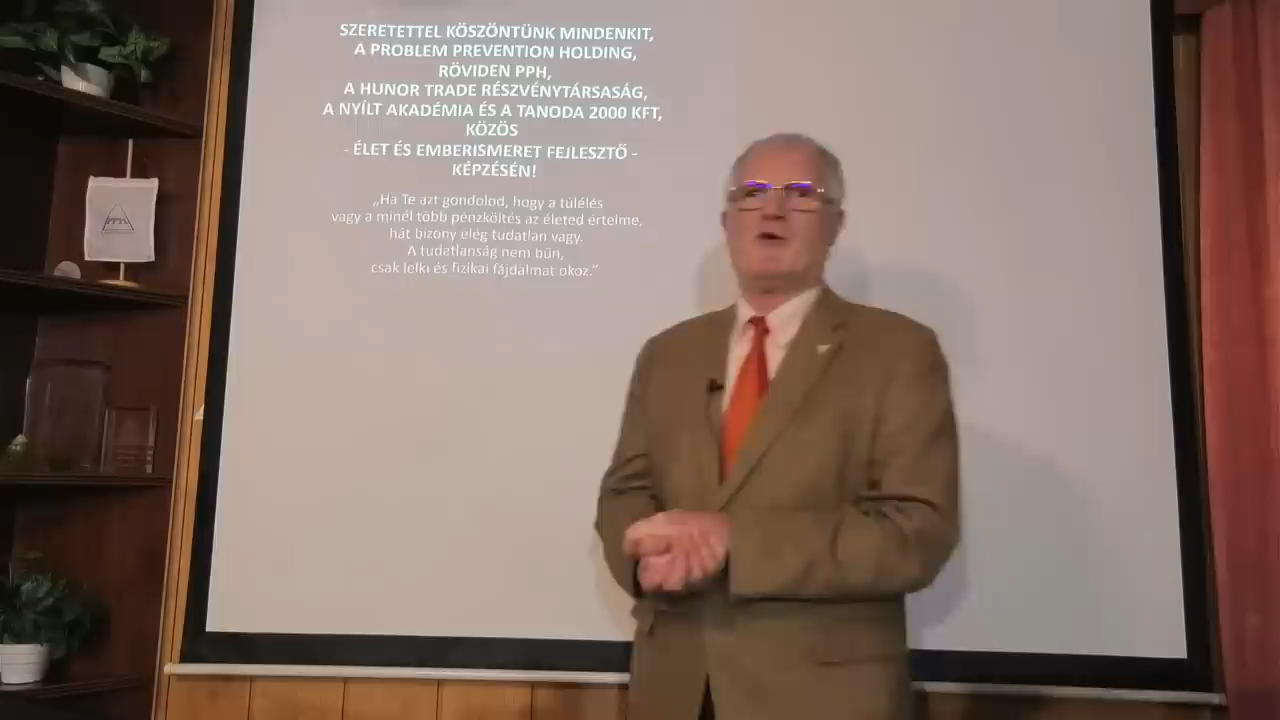 SZERETETTEL KÖSZÖNTÜNK MINDENKIT,
A PROBLEM PREVENTION HOLDING,
RÖVIDEN PPH,
A HUNOR TRADE RÉSZVÉNYTÁRSASÁG,
A NYÍLT AKADÉMIA ÉS A TANODA 2000 KFT,
KÖZÖS
- ÉLET ÉS EMBERISMERET FEJLESZTŐ -
KÉPZÉSÉN!
„Ha Te azt gondolod, hogy a túlélés
vagy a minél több pénzköltés az életed értelme,
hát bizony elég tudatlan vagy.
A tudatlanság nem bűn,
csak lelki és fizikai fájdalmat okoz.”